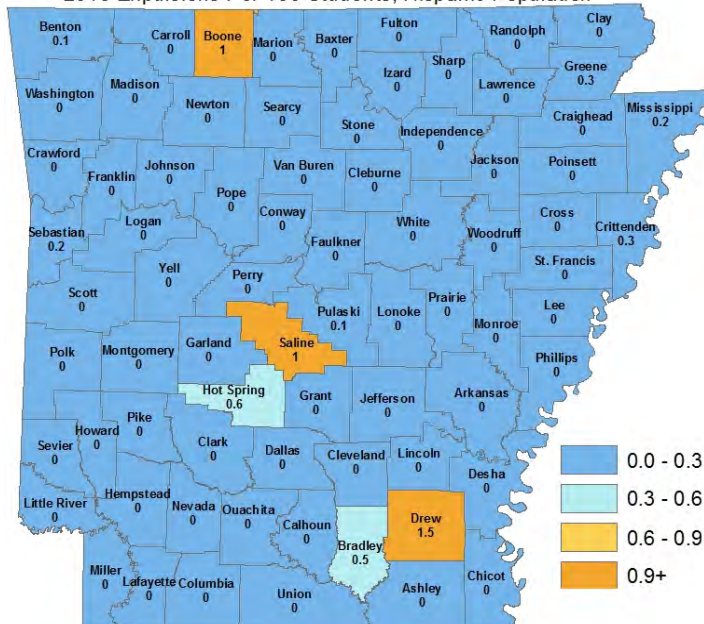 Expulsions Per 100 Students, Hispanic Population
Benton
0.1
Carroll
0
Boone
1
Marion
0
Baxter
0
Fulton
0
Randolph
0
Clay
0
Washington
0
Madison
0
Newton
0
Searcy
0
Stone
0
Izard
0
Sharp
0
Lawrence
0
Greene
0.3
Independence
0
Craighead
0
Mississippi
0.2
Crawford
0
Franklin
0
Johnson
0
Pope
0
Van Buren
0
Cleburne
0
Jackson
0
Poinsett
0
Sebastian
0.2
Logan
0
Conway
0
Faulkner
0
White
0
Woodruff
0
Cross
0
Crittenden
0.3
St. Francis
0
Scott
0
Yell
0
Perry
0
Saline
1
Pulaski
0.1
Lonoke
0
Prairie
0
Monroe
0
Lee
0
Phillips
0
Polk
0
Montgomery
0
Garland
0
Hot Spring
0.6
Grant
0
Jefferson
0
Arkansas
0
Sevier
0
Howard
0
Pike
0
Clark
0
Dallas
0
Cleveland
0
Lincoln
0
Desha
0
Little River
0
Hempstead
0
Nevada
0
Ouachita
0
Calhoun
0
Bradley
0.5
Drew
1.5
Miller
0
Lafayette
0
Columbia
0
Union
0
Ashley
0
Chicot
0
0.0 - 0.3
0.3 - 0.6
0.6 - 0.9
0.9+